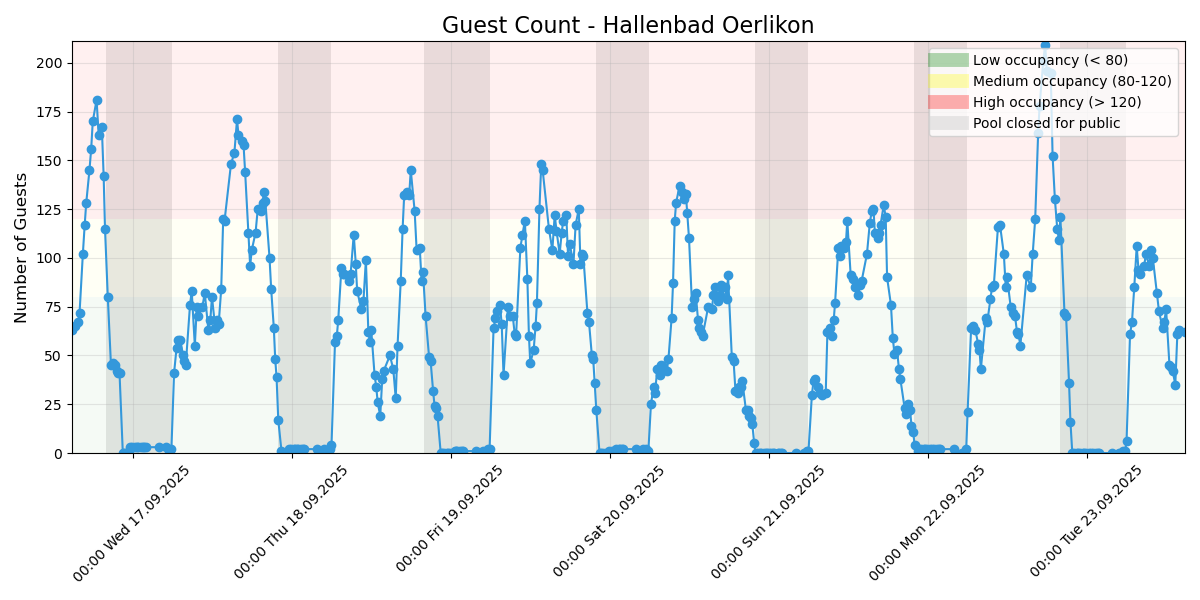 Guest Count - Hallenbad Oerlikon
Number of Guests
200
175
150
125
100
75
50
25
0
Low occupancy (< 80)
Medium occupancy (80-120)
High occupancy (> 120)
Pool closed for public
00:00 Wed 17.09.2025
00:00 Thu 18.09.2025
00:00 Fri 19.09.2025
00:00 Sat 20.09.2025
00:00 Sun 21.09.2025
00:00 Mon 22.09.2025
00:00 Tue 23.09.2025